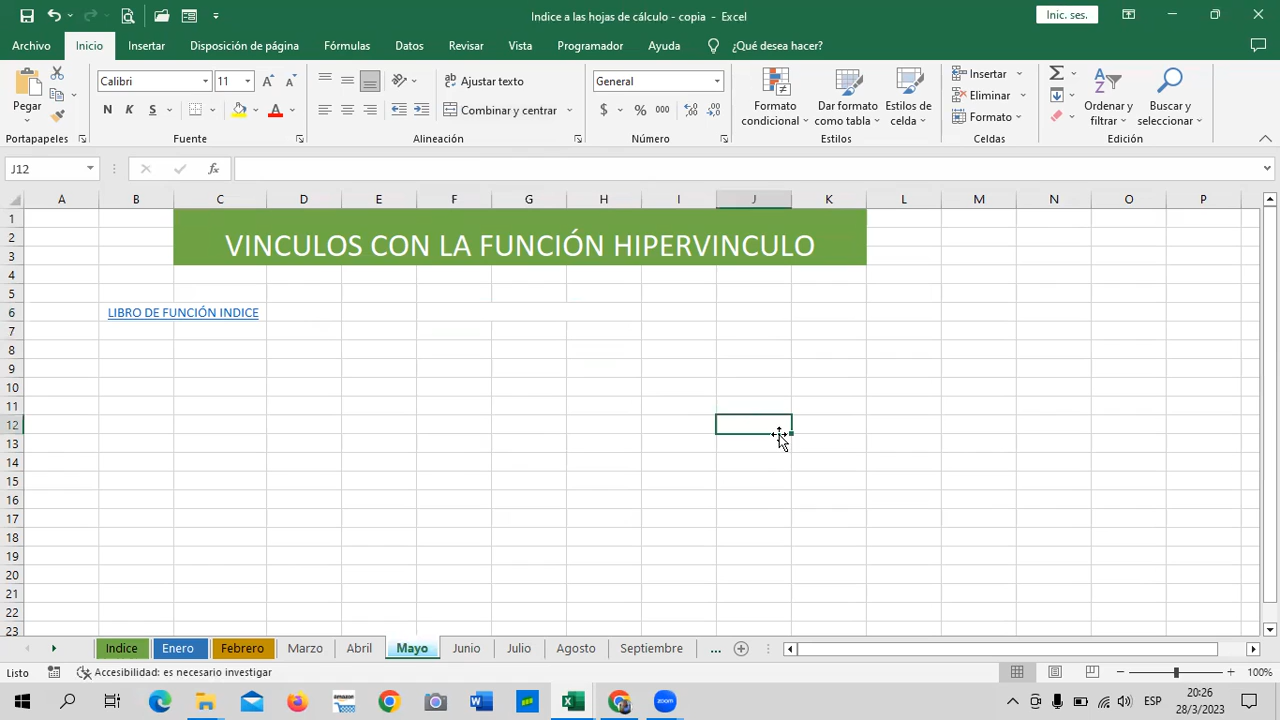 Indice a las hojas de cálculo - copia - Excel
Inic. ses.
Archivo Inicio Insertar Disposición de página Fórmulas Datos Revisar Vista Programador Ayuda ¿Qué desea hacer?
Pegar
Calibri 11
N K S
Ajustar texto
Combinar y centrar
General
$ % 000
Formato condicional
Dar formato como tabla
Estilos de celda
Insertar
Eliminar
Formato
Ordenar y filtrar
Buscar y seleccionar
Portapapeles Fuente Alineación Número Estilos Celdas Edición
J12 fx
A B C D E F G H I J K L M N O P
1
2
3
VINCULOS CON LA FUNCIÓN HIPERVINCULO
4
5
6 LIBRO DE FUNCIÓN INDICE
7
8
9
10
11
12
13
14
15
16
17
18
19
20
21
22
23
Indice Enero Febrero Marzo Abril Mayo Junio Julio Agosto Septiembre ...
Listo Accesibilidad: es necesario investigar 100%
amazon
zoom
ESP
20:26
28/3/2023